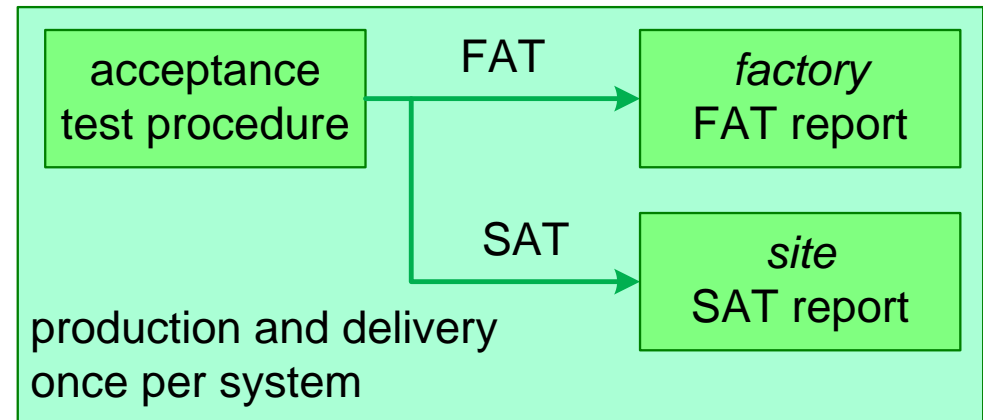 acceptance
test procedure
FAT
factory
FAT report
SAT
site
SAT report
production and delivery
once per system